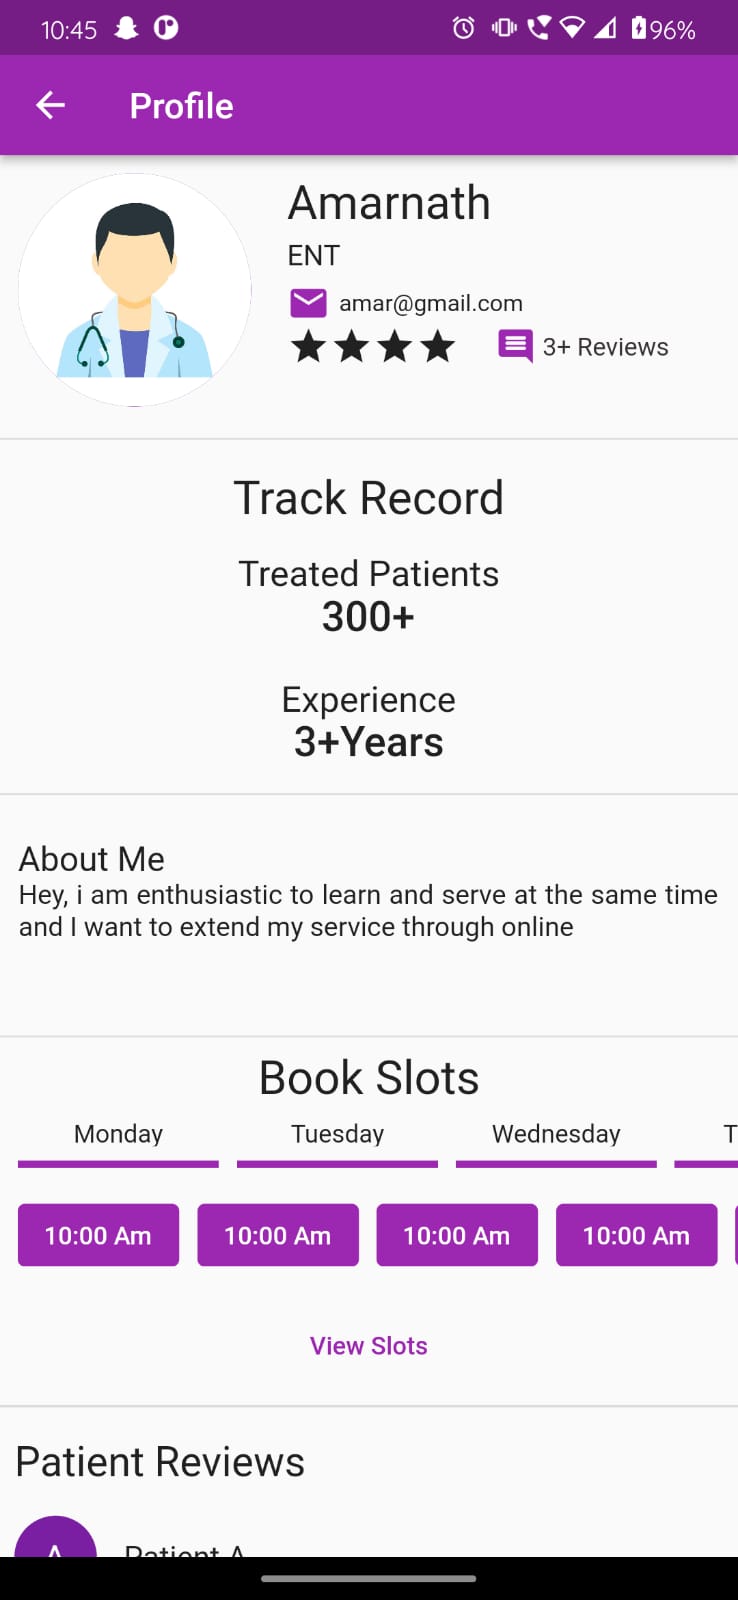 10:45 96%
Profile
Amarnath
ENT
amar@gmail.com
3+ Reviews
Track Record
Treated Patients
300+
Experience
3+Years
About Me
Hey, i am enthusiastic to learn and serve at the same time
and I want to extend my service through online
Book Slots
Monday Tuesday Wednesday T
10:00 Am 10:00 Am 10:00 Am 10:00 Am
View Slots
Patient Reviews
A Patient A